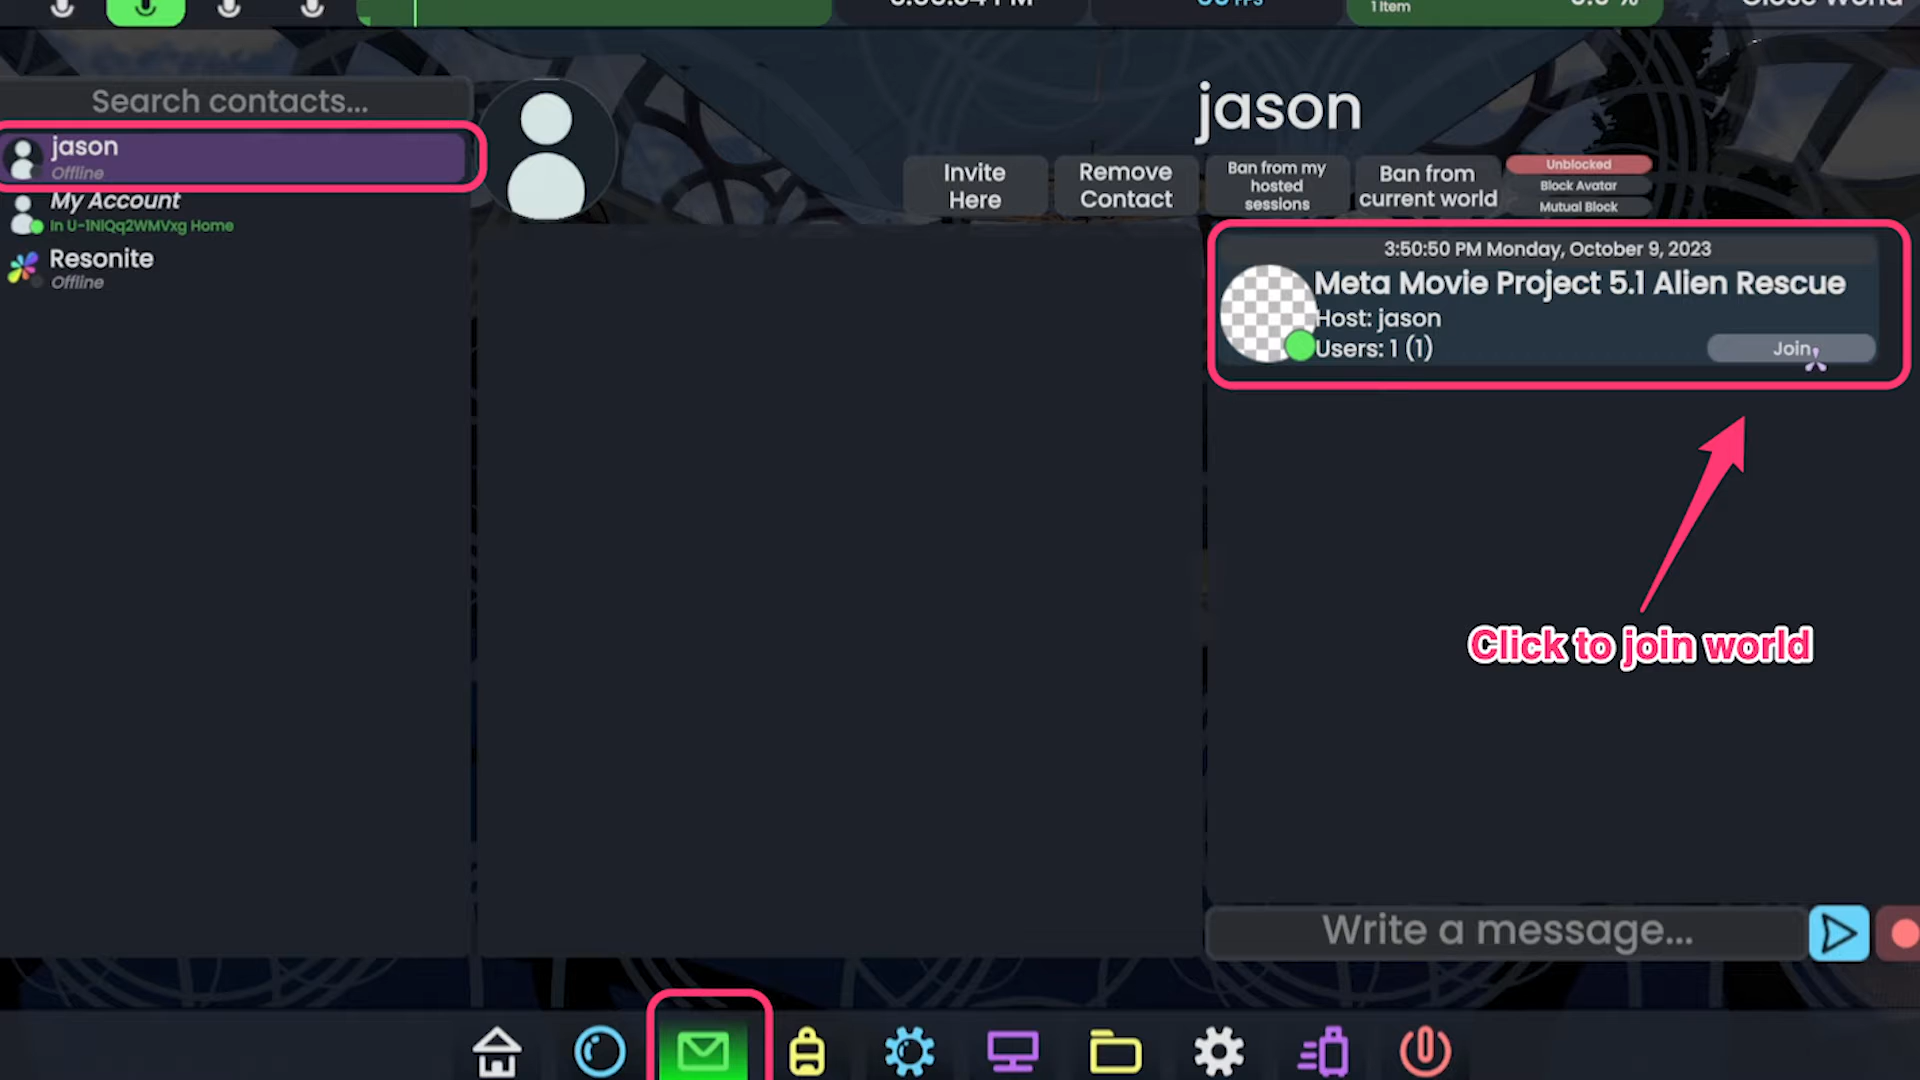 1 Item
Search contacts...
jason
Offline
My Account
In U-1NlQq2WMVxg Home
Resonite
Offline
jason
Invite
Here
Remove
Contact
Ban from my
hosted
sessions
Ban from
current world
Unblocked
Block Avatar
Mutual Block
3:50:50 PM Monday, October 9, 2023
Meta Movie Project 5.1 Alien Rescue
Host: jason
Users: 1 (1)
Join
Click to join world
Write a message...